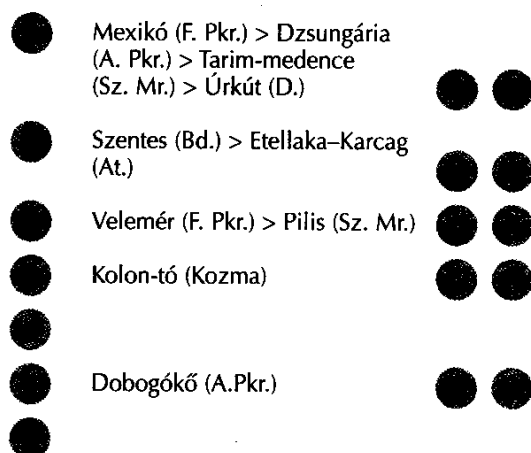 Mexikó (F. Pkr.) > Dzsungária
(A. Pkr.) > Tarim-medence
(Sz. Mr.) > Úrkút (D.)
Szentes (Bd.) > Etellaka–Karcag
(At.)
Velemér (F. Pkr.) > Pilis (Sz. Mr.)
Kolon-tó (Kozma)
Dobogókő (A.Pkr.)